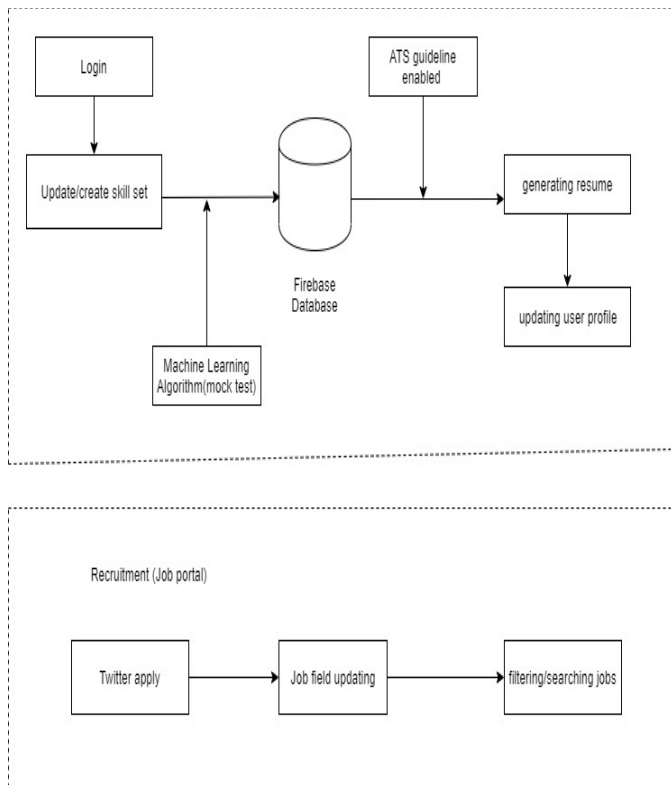 Login
ATS guideline
enabled
Update/create skill set
generating resume
Firebase
Database
updating user profile
Machine Learning
Algorithm(mock test)
Recruitment (Job portal)
Twitter apply
Job field updating
filtering/searching jobs